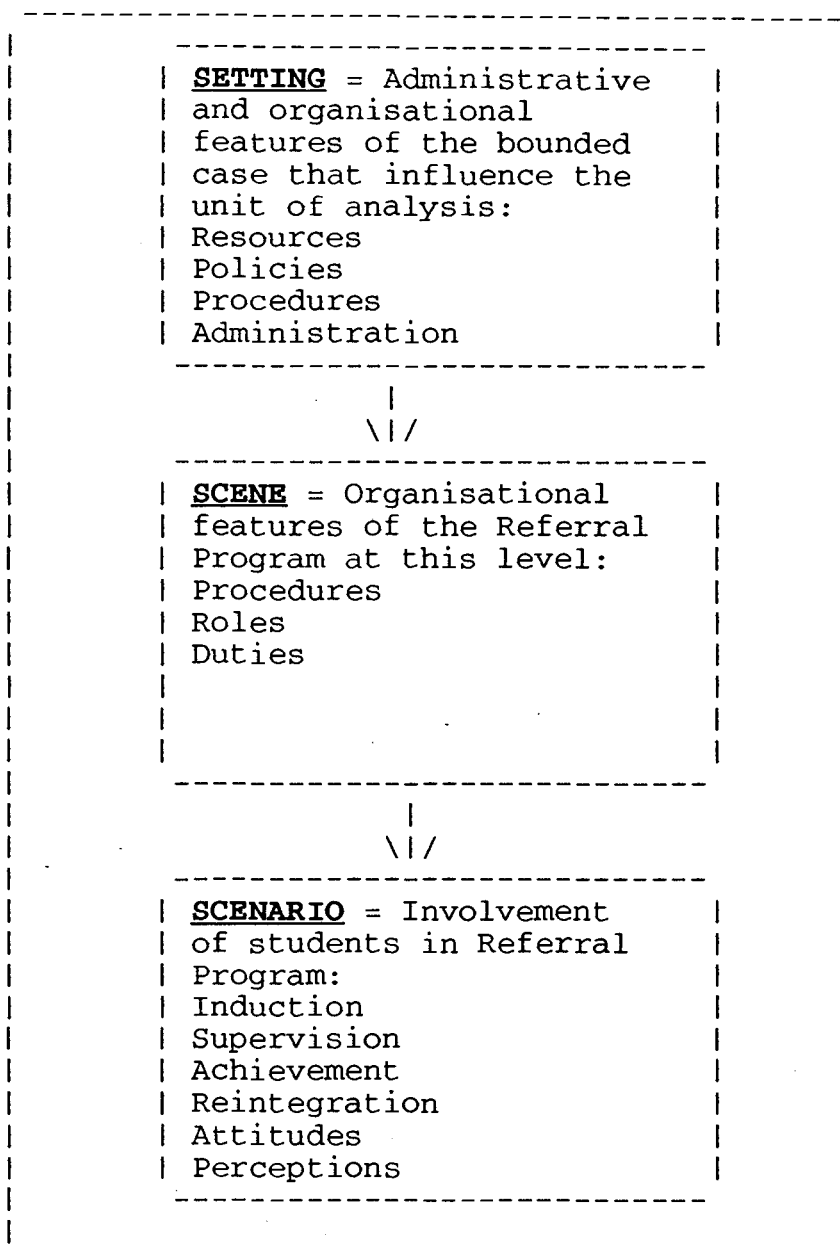 SETTING = Administrative
and organisational
features of the bounded
case that influence the
unit of analysis:
Resources
Policies
Procedures
Administration
SCENE = Organisational
features of the Referral
Program at this level:
Procedures
Roles
Duties
SCENARIO = Involvement
of students in Referral
Program:
Induction
Supervision
Achievement
Reintegration
Attitudes
Perceptions